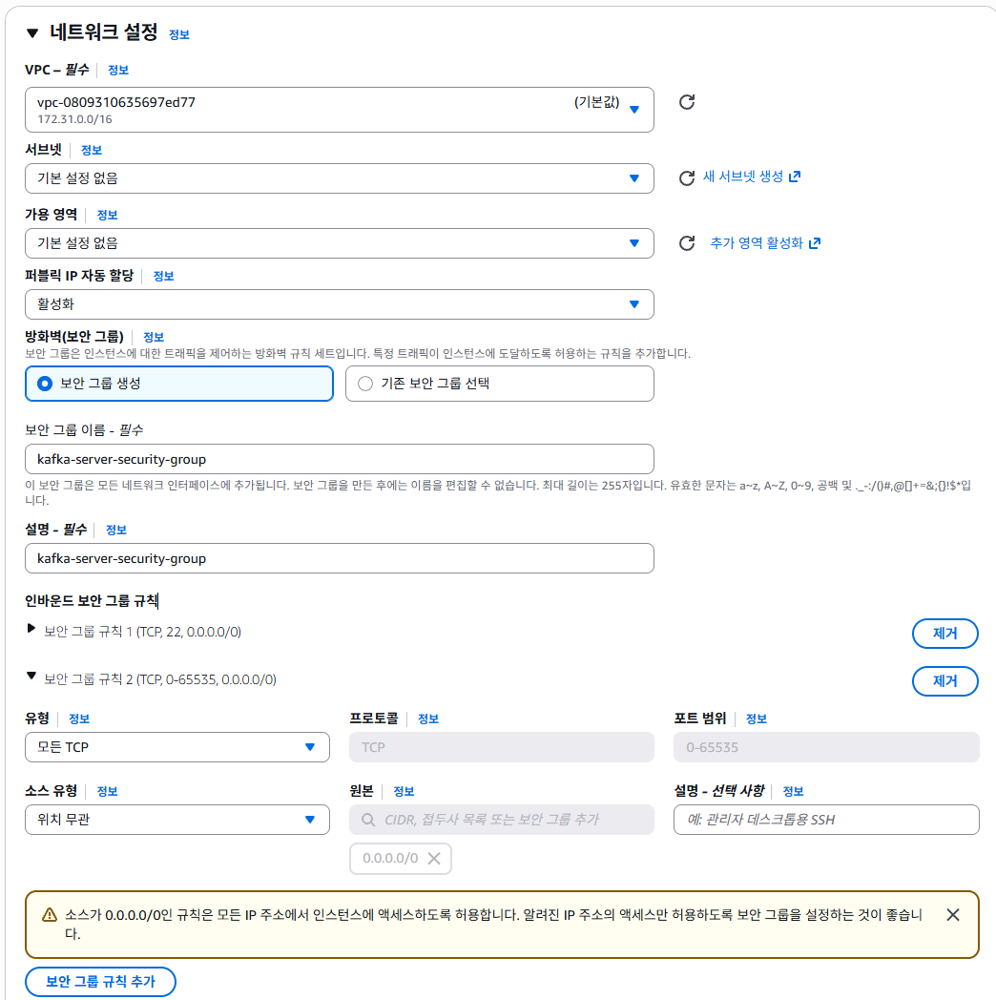 네트워크 설정 정보
VPC – 필수 정보
vpc-0809310635697ed77 (기본값)
172.31.0.0/16
서브넷 정보
기본 설정 없음
새 서브넷 생성
가용 영역 정보
기본 설정 없음
추가 영역 활성화
퍼블릭 IP 자동 할당 정보
활성화
방화벽(보안 그룹) 정보
보안 그룹은 인스턴스에 대한 트래픽을 제어하는 방화벽 규칙 세트입니다. 특정 트래픽이 인스턴스에 도달하도록 허용하는 규칙을 추가합니다.
보안 그룹 생성 기존 보안 그룹 선택
보안 그룹 이름 - 필수
kafka-server-security-group
이 보안 그룹은 모든 네트워크 인터페이스에 추가됩니다. 보안 그룹을 만든 후에는 이름을 편집할 수 없습니다. 최대 길이는 255자입니다. 유효한 문자는 a~z, A~Z, 0~9, 공백 및 ._-:/()#,@[]+=&;{}!$*입
니다.
설명 - 필수 정보
kafka-server-security-group
인바운드 보안 그룹 규칙
보안 그룹 규칙 1 (TCP, 22, 0.0.0.0/0) 제거
보안 그룹 규칙 2 (TCP, 0-65535, 0.0.0.0/0) 제거
유형 정보 프로토콜 정보 포트 범위 정보
모든 TCP TCP 0-65535
소스 유형 정보 원본 정보 설명 - 선택 사항 정보
위치 무관 CIDR, 접두사 목록 또는 보안 그룹 추가 예: 관리자 데스크톱용 SSH
0.0.0.0/0
소스가 0.0.0.0/0인 규칙은 모든 IP 주소에서 인스턴스에 액세스하도록 허용합니다. 알려진 IP 주소의 액세스만 허용하도록 보안 그룹을 설정하는 것이 좋습니
다.
보안 그룹 규칙 추가